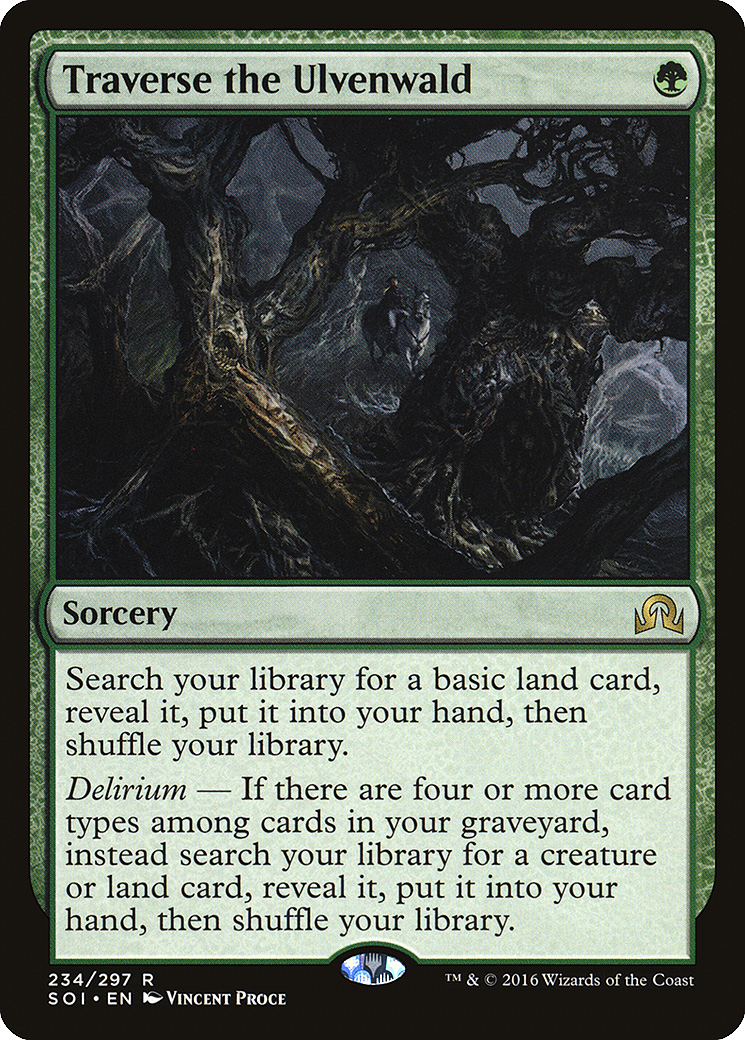 Traverse the Ulvenwald
Sorcery
Search your library for a basic land card,
reveal it, put it into your hand, then
shuffle your library.
Delirium — If there are four or more card
types among cards in your graveyard,
instead search your library for a creature
or land card, reveal it, put it into your
hand, then shuffle your library.
234/297 R
SOI • EN Vincent Proce
™ & © 2016 Wizards of the Coast